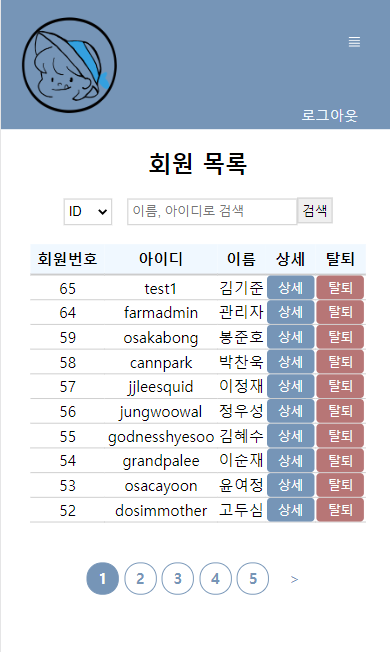 로그아웃
회원 목록
ID 이름, 아이디로 검색 검색
회원번호 아이디 이름 상세 탈퇴
65 test1 김기준 상세 탈퇴
64 farmadmin 관리자 상세 탈퇴
59 osakabong 봉준호 상세 탈퇴
58 cannpark 박찬욱 상세 탈퇴
57 jjleesquid 이정재 상세 탈퇴
56 jungwoowal 정우성 상세 탈퇴
55 godnesshyesoo 김혜수 상세 탈퇴
54 grandpalee 이순재 상세 탈퇴
53 osacayoon 윤여정 상세 탈퇴
52 dosimmother 고두심 상세 탈퇴
1 2 3 4 5 >